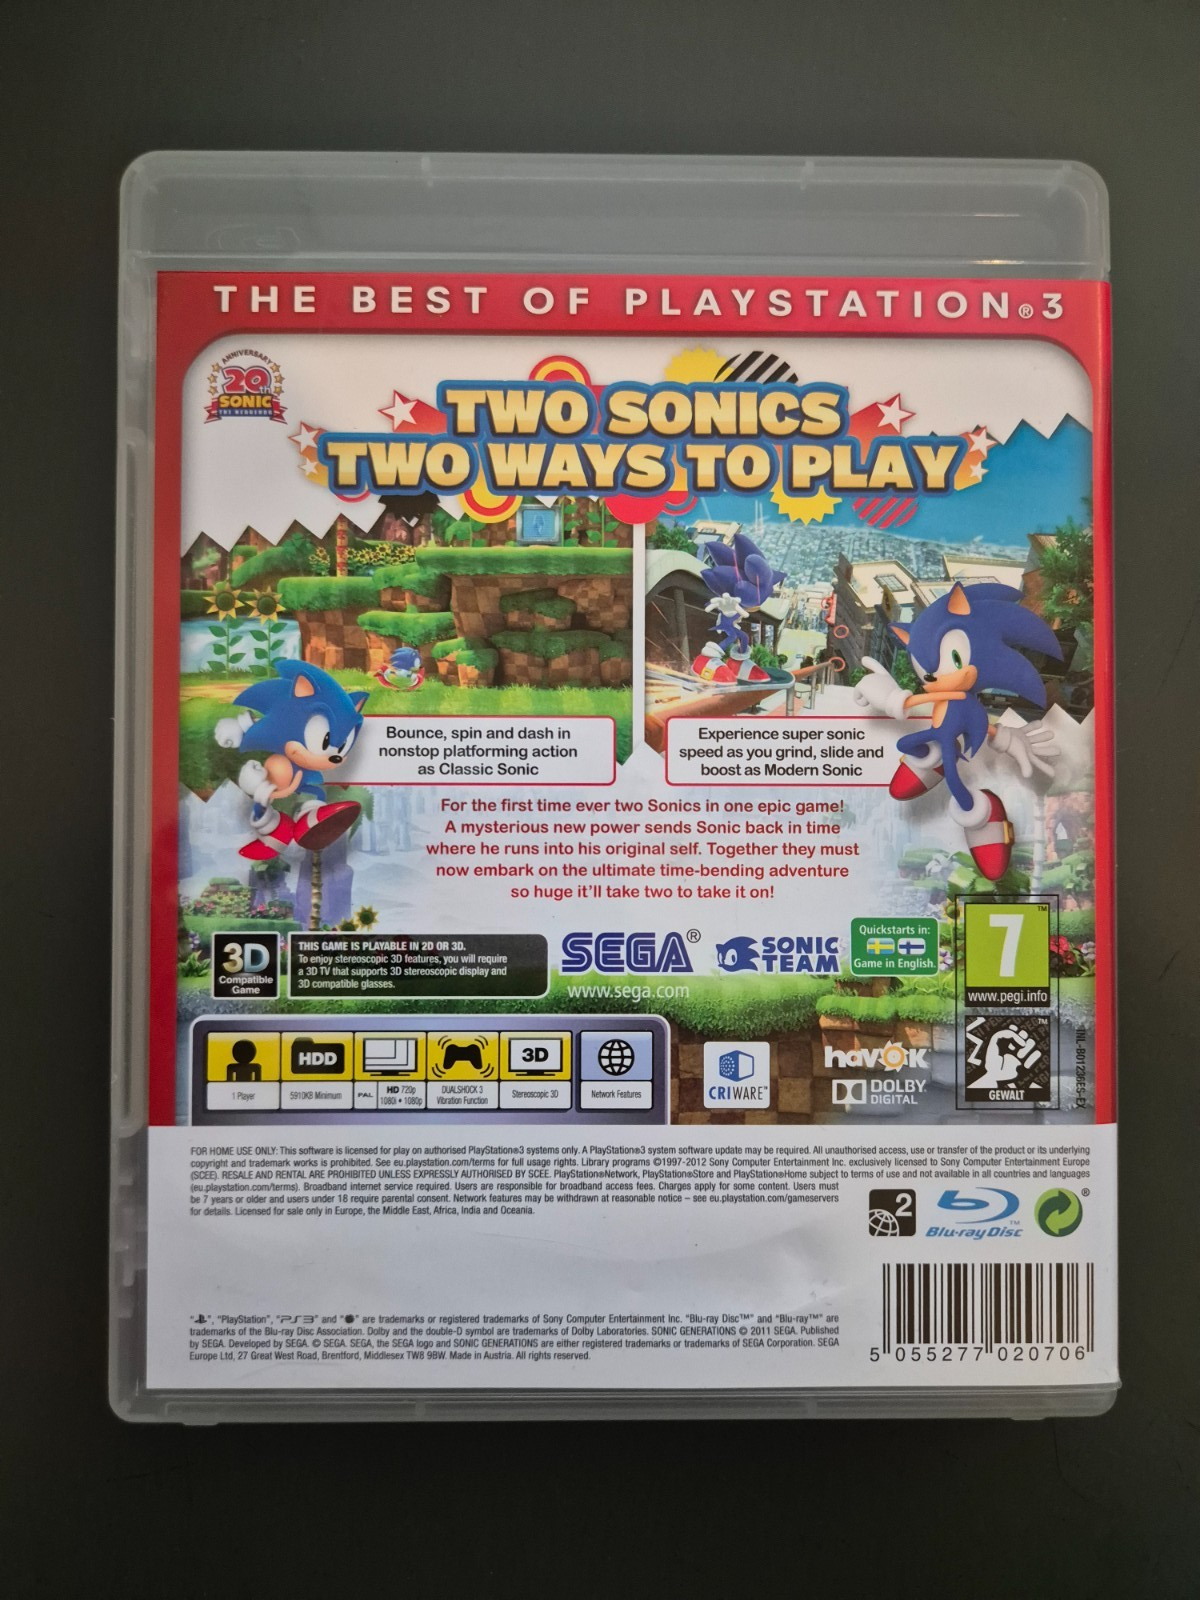 THE BEST OF PLAYSTATION®3
ANNIVERSARY
20th
SONIC
THE HEDGEHOG
TWO SONICS
TWO WAYS TO PLAY
Bounce, spin and dash in
nonstop platforming action
as Classic Sonic
Experience super sonic
speed as you grind, slide and
boost as Modern Sonic
For the first time ever two Sonics in one epic game!
A mysterious new power sends Sonic back in time
where he runs into his original self. Together they must
now embark on the ultimate time-bending adventure
so huge it'll take two to take it on!
3D
Compatible
Game
THIS GAME IS PLAYABLE IN 2D OR 3D.
To enjoy stereoscopic 3D features, you will require
a 3D TV that supports 3D stereoscopic display and
3D compatible glasses.
SEGA®
www.sega.com
SONIC
TEAM
Quickstarts in:
Game in English.
7™
www.pegi.info
™
GEWALT
HDD
3D
1 Player
5910KB Minimum
PAL
HD 720p
1080i • 1080p
DUALSHOCK 3
Vibration Function
Stereoscopic 3D
Network Features
CRIWARE™
havok
DOLBY
DIGITAL
FOR HOME USE ONLY: This software is licensed for play on authorised PlayStation®3 systems only. A PlayStation®3 system software update may be required. All unauthorised access, use or transfer of the product or its underlying
copyright and trademark works is prohibited. See eu.playstation.com/terms for full usage rights. Library programs ©1997-2012 Sony Computer Entertainment Inc. exclusively licensed to Sony Computer Entertainment Europe
(SCEE). RESALE AND RENTAL ARE PROHIBITED UNLESS EXPRESSLY AUTHORISED BY SCEE. PlayStation®Network, PlayStation®Store and PlayStation®Home subject to terms of use and not available in all countries and languages
(eu.playstation.com/terms). Broadband internet service required. Users are responsible for broadband access fees. Charges apply for some content. Users must
be 7 years or older and users under 18 require parental consent. Network features may be withdrawn at reasonable notice – see eu.playstation.com/gameservers
for details. Licensed for sale only in Europe, the Middle East, Africa, India and Oceania.
2
Blu-ray Disc™
®
" ", "PlayStation", "PS3" and " " are trademarks or registered trademarks of Sony Computer Entertainment Inc. "Blu-ray Disc™" and "Blu-ray™" are
trademarks of the Blu-ray Disc Association. Dolby and the double-D symbol are trademarks of Dolby Laboratories. SONIC GENERATIONS © 2011 SEGA. Published
by SEGA. Developed by SEGA. © SEGA. SEGA, the SEGA logo and SONIC GENERATIONS are either registered trademarks or trademarks of SEGA Corporation. SEGA
Europe Ltd, 27 Great West Road, Brentford, Middlesex TW8 9BW. Made in Austria. All rights reserved.
5 055277 020706